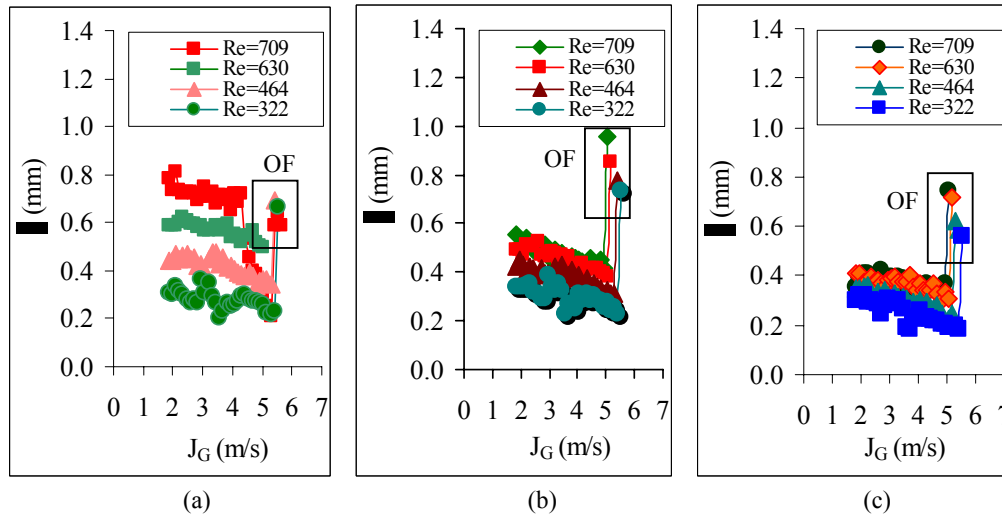 1.4
1.2
1.0
0.8
0.6
0.4
0.2
0.0
(mm)
Re=709
Re=630
Re=464
Re=322
OF
0 1 2 3 4 5 6 7
J_G (m/s)
(a)
1.4
1.2
1.0
0.8
0.6
0.4
0.2
0.0
(mm)
Re=709
Re=630
Re=464
Re=322
OF
0 1 2 3 4 5 6 7
J_G (m/s)
(b)
1.4
1.2
1.0
0.8
0.6
0.4
0.2
0.0
(mm)
Re=709
Re=630
Re=464
Re=322
OF
0 1 2 3 4 5 6 7
J_G (m/s)
(c)